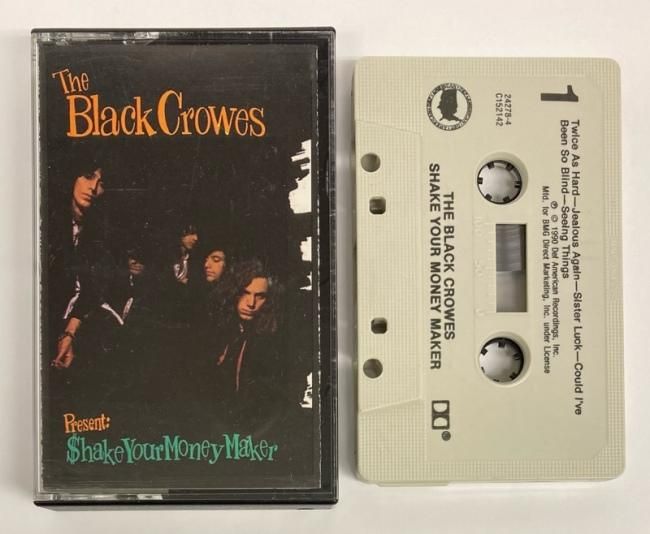 The
Black Crowes
Present:
$hake Your Money Maker
1
Twice As Hard—Jealous Again—Sister Luck—Could I've
Been So Blind—Seeing Things
℗ © 1990 Def American Recordings, Inc.
Mfd. for BMG Direct Marketing, Inc. under License
THE BLACK CROWES
SHAKE YOUR MONEY MAKER
24278-4
C152142